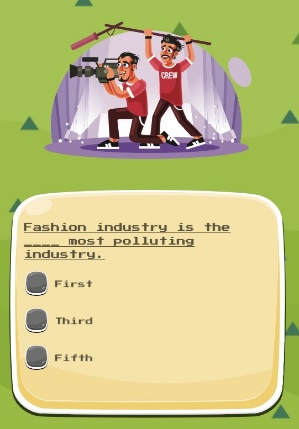 CREW
Fashion industry is the
____ most polluting
industry.
First
Third
Fifth